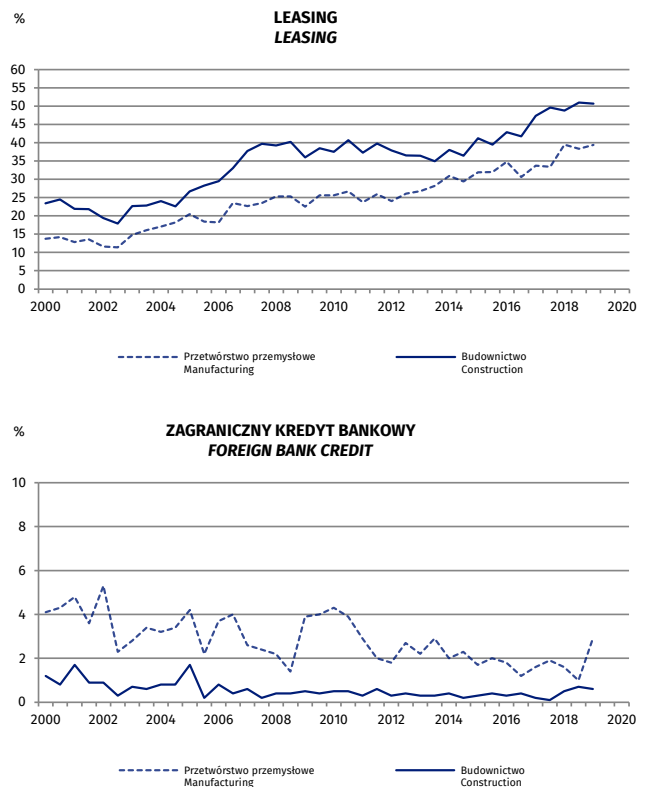 %
LEASING
LEASING
60
55
50
45
40
35
30
25
20
15
10
5
0
2000 2002 2004 2006 2008 2010 2012 2014 2016 2018 2020
Przetwórstwo przemysłowe
Manufacturing
Budownictwo
Construction
%
ZAGRANICZNY KREDYT BANKOWY
FOREIGN BANK CREDIT
10
8
6
4
2
0
2000 2002 2004 2006 2008 2010 2012 2014 2016 2018 2020
Przetwórstwo przemysłowe
Manufacturing
Budownictwo
Construction